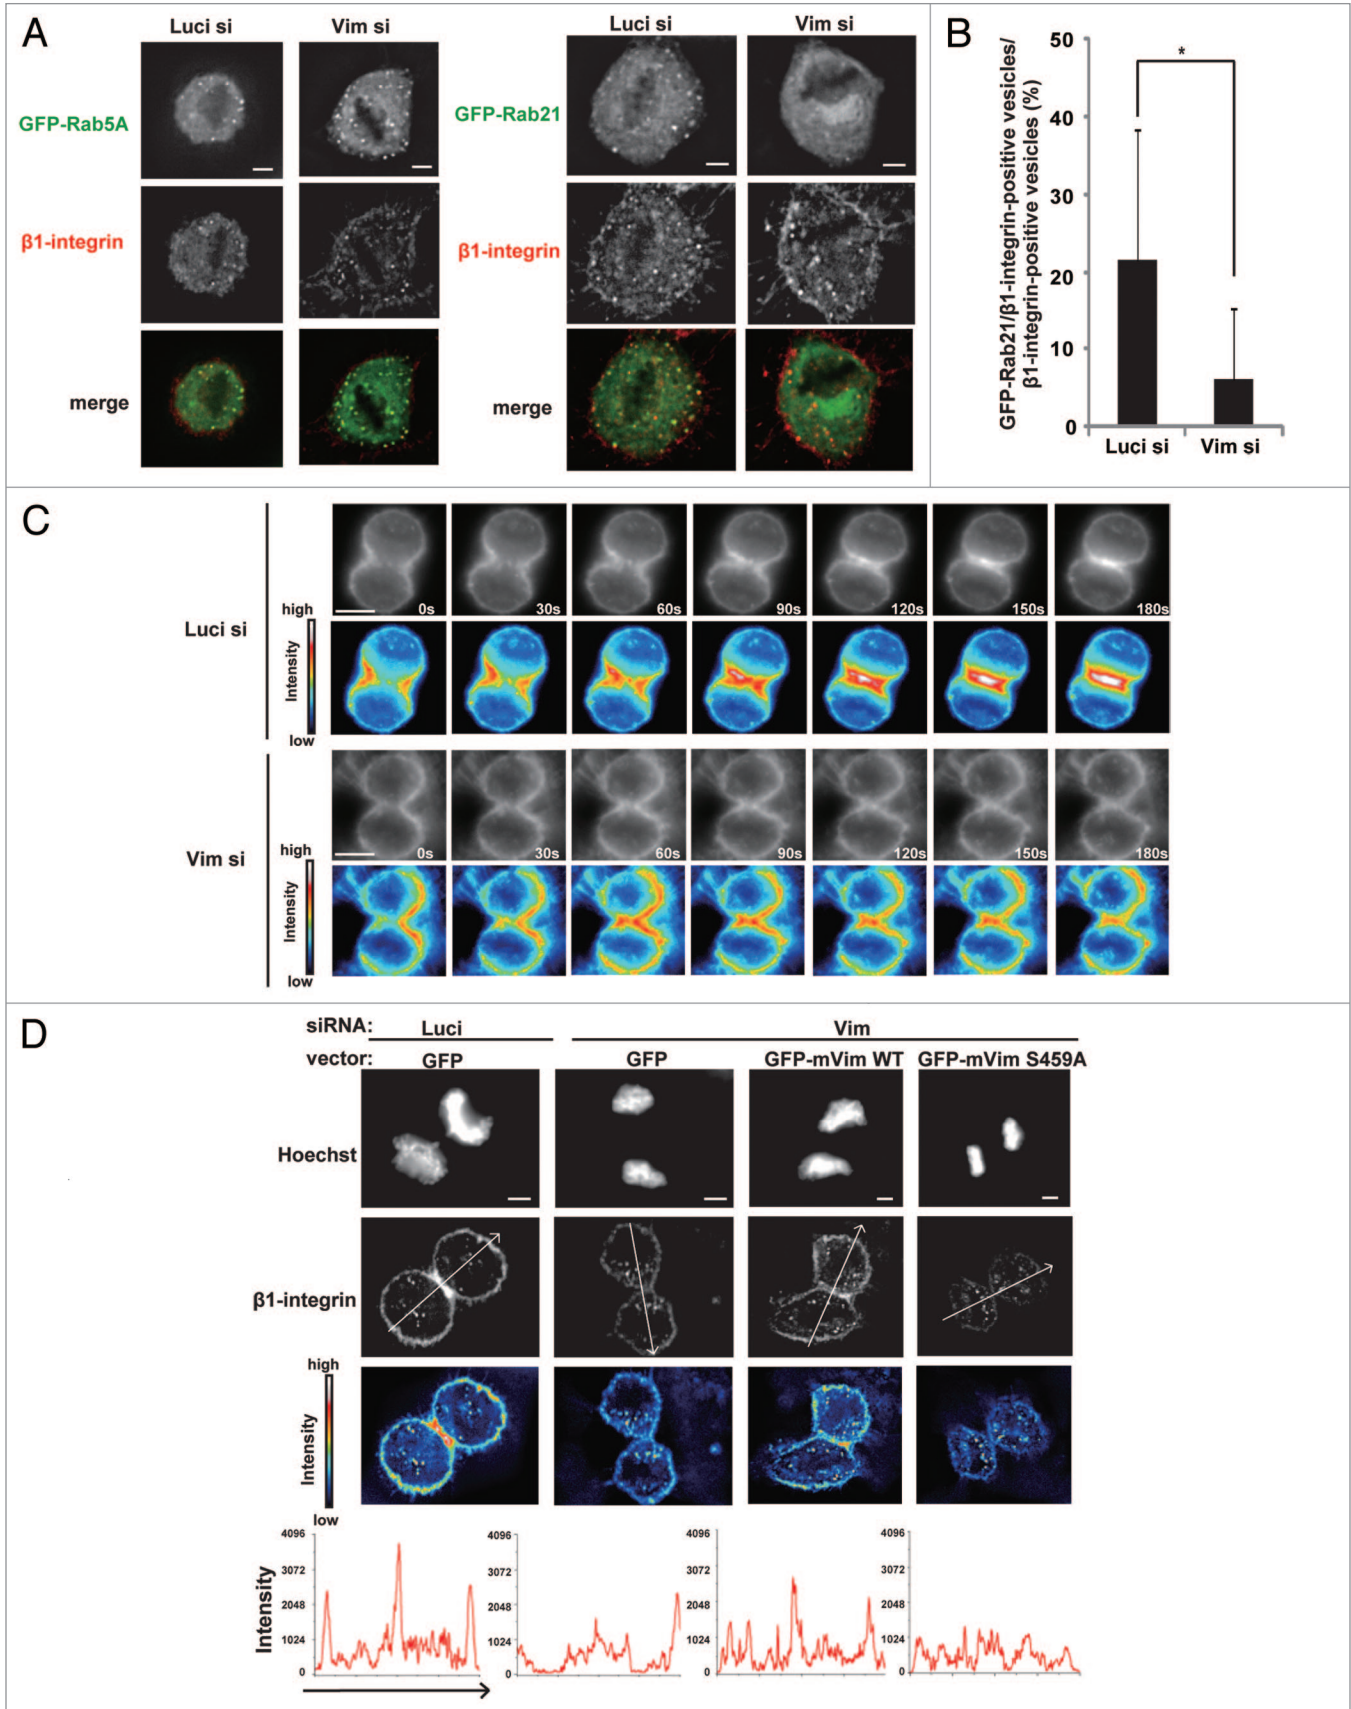 A
Luci si
Vim si
Luci si
Vim si
GFP-Rab5A
GFP-Rab21
β1-integrin
β1-integrin
merge
merge
B
GFP-Rab21/β1-integrin-positive vesicles/
β1-integrin-positive vesicles (%)
50
40
30
20
10
0
*
Luci si
Vim si
C
Luci si
high
Intensity
low
0s
30s
60s
90s
120s
150s
180s
Vim si
high
Intensity
low
0s
30s
60s
90s
120s
150s
180s
D
siRNA:
Luci
Vim
vector:
GFP
GFP
GFP-mVim WT
GFP-mVim S459A
Hoechst
β1-integrin
high
Intensity
low
Intensity
4096
3072
2048
1024
0
4096
3072
2048
1024
0
4096
3072
2048
1024
0
4096
3072
2048
1024
0